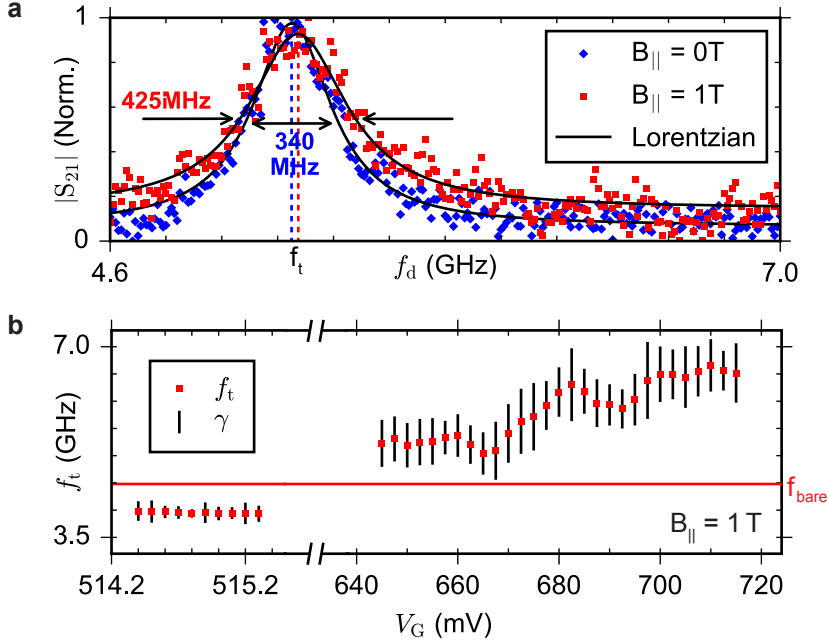 a
1
|S21| (Norm.)
0
425MHz
340
MHz
B|| = 0T
B|| = 1T
Lorentzian
4.6
ft
fd (GHz)
7.0
b
7.0
ft (GHz)
3.5
ft
γ
fbare
B|| = 1 T
514.2
515.2
640
660
680
700
720
VG (mV)